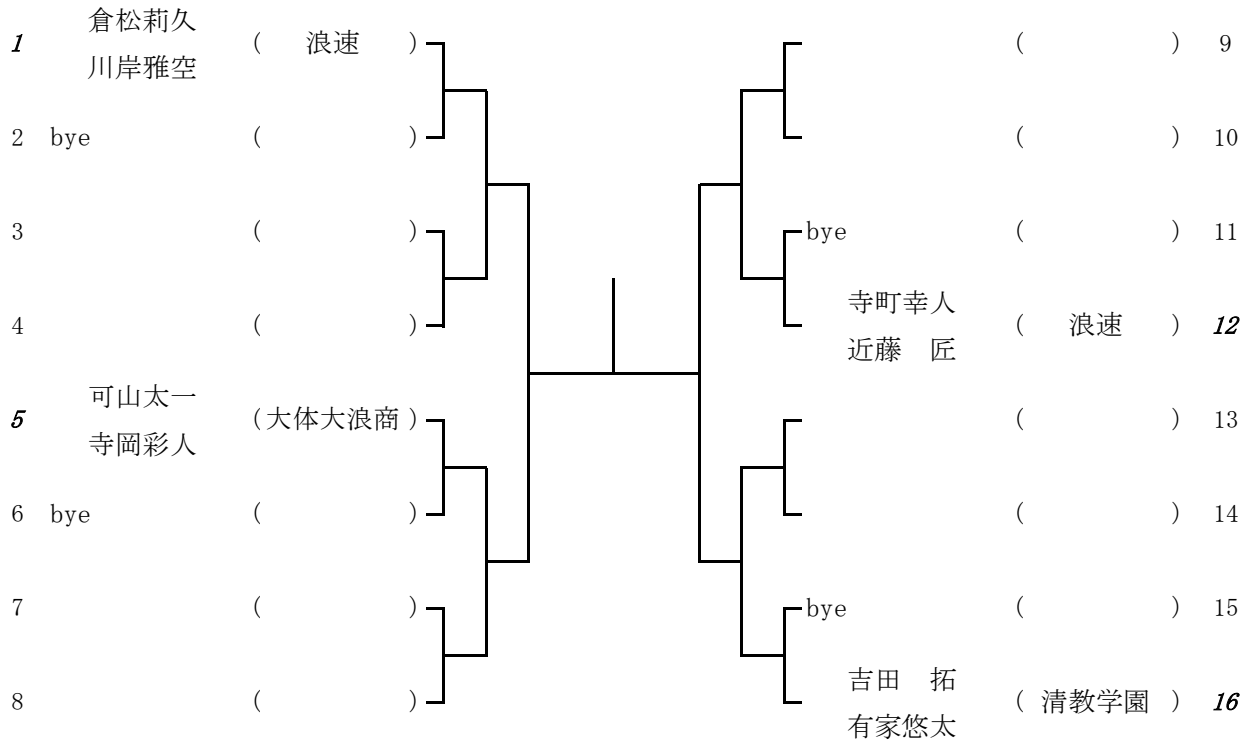 倉松莉久
1 ( 浪速 )
川岸雅空
2 bye ( )
3 ( )
4 ( )
可山太一
5 (大体大浪商)
寺岡彩人
6 bye ( )
7 ( )
8 ( )
( ) 9
( ) 10
bye ( ) 11
寺町幸人
( 浪速 ) 12
近藤 匠
( ) 13
( ) 14
bye ( ) 15
吉田 拓
( 清教学園 ) 16
有家悠太